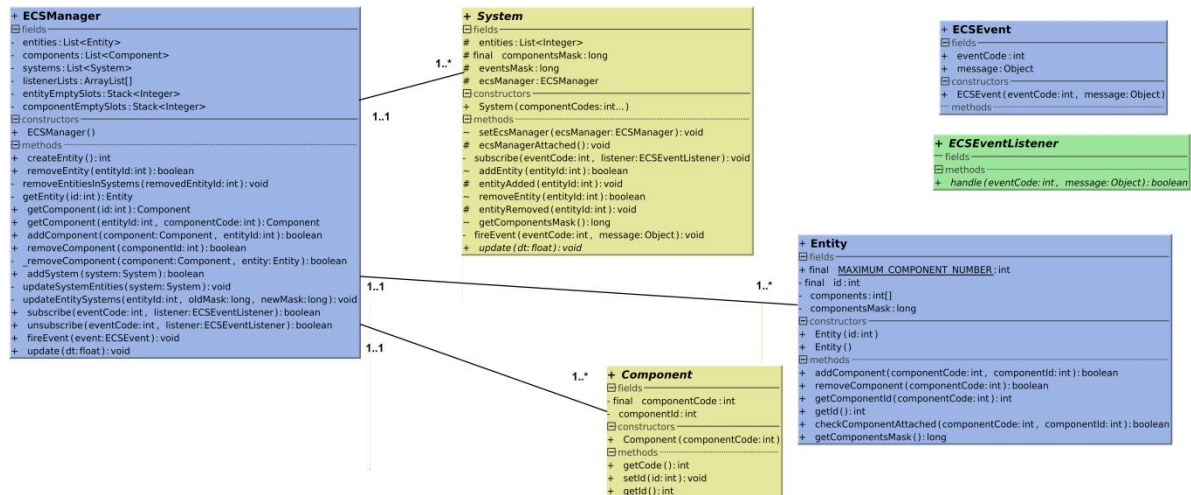 + ECSManager
fields
- entities : List<Entity>
- components : List<Component>
- systems : List<System>
- listenerLists : ArrayList[]
- entityEmptySlots : Stack<Integer>
- componentEmptySlots : Stack<Integer>
constructors
+ ECSManager()
methods
+ createEntity() : int
+ removeEntity(entityId:int) : boolean
- removeEntitiesInSystems(removedEntityId:int) : void
- getEntity(id:int) : Entity
+ getComponent(id:int) : Component
+ getComponent(entityId:int, componentCode:int) : Component
+ addComponent(component:Component, entityId:int) : boolean
+ removeComponent(componentId:int) : boolean
- _removeComponent(component:Component, entity:Entity) : boolean
+ addSystem(system:System) : boolean
- updateSystemEntities(system:System) : void
- updateEntitySystems(entityId:int, oldMask:long, newMask:long) : void
+ subscribe(eventCode:int, listener:ECSEventListener) : boolean
+ unsubscribe(eventCode:int, listener:ECSEventListener) : boolean
+ fireEvent(event:ECSEvent) : void
+ update(dt:float) : void
1..*
1..1
+ System
fields
# entities : List<Integer>
# final componentsMask : long
# eventsMask : long
# ecsManager : ECSManager
constructors
+ System(componentCodes:int...)
methods
~ setEcsManager(ecsManager:ECSManager) : void
# ecsManagerAttached() : void
- subscribe(eventCode:int, listener:ECSEventListener) : void
~ addEntity(entityId:int) : boolean
# entityAdded(entityId:int) : void
~ removeEntity(entityId:int) : boolean
# entityRemoved(entityId:int) : void
~ getComponentsMask() : long
- fireEvent(eventCode:int, message:Object) : void
+ update(dt:float) : void
+ ECSEvent
fields
+ eventCode : int
+ message : Object
constructors
+ ECSEvent(eventCode:int, message:Object)
methods
+ ECSEventListener
fields
methods
+ handle(eventCode:int, message:Object) : boolean
1..1
1..*
+ Entity
fields
+ final MAXIMUM_COMPONENT_NUMBER : int
- final id : int
- components : int[]
- componentsMask : long
constructors
+ Entity(id:int)
+ Entity()
methods
+ addComponent(componentCode:int, componentId:int) : boolean
+ removeComponent(componentCode:int) : boolean
+ getComponentId(componentCode:int) : int
+ getId() : int
+ checkComponentAttached(componentCode:int, componentId:int) : boolean
+ getComponentsMask() : long
1..1
1..*
+ Component
fields
- final componentCode : int
- componentId : int
constructors
+ Component(componentCode:int)
methods
+ getCode() : int
+ setId(id:int) : void
+ getId() : int